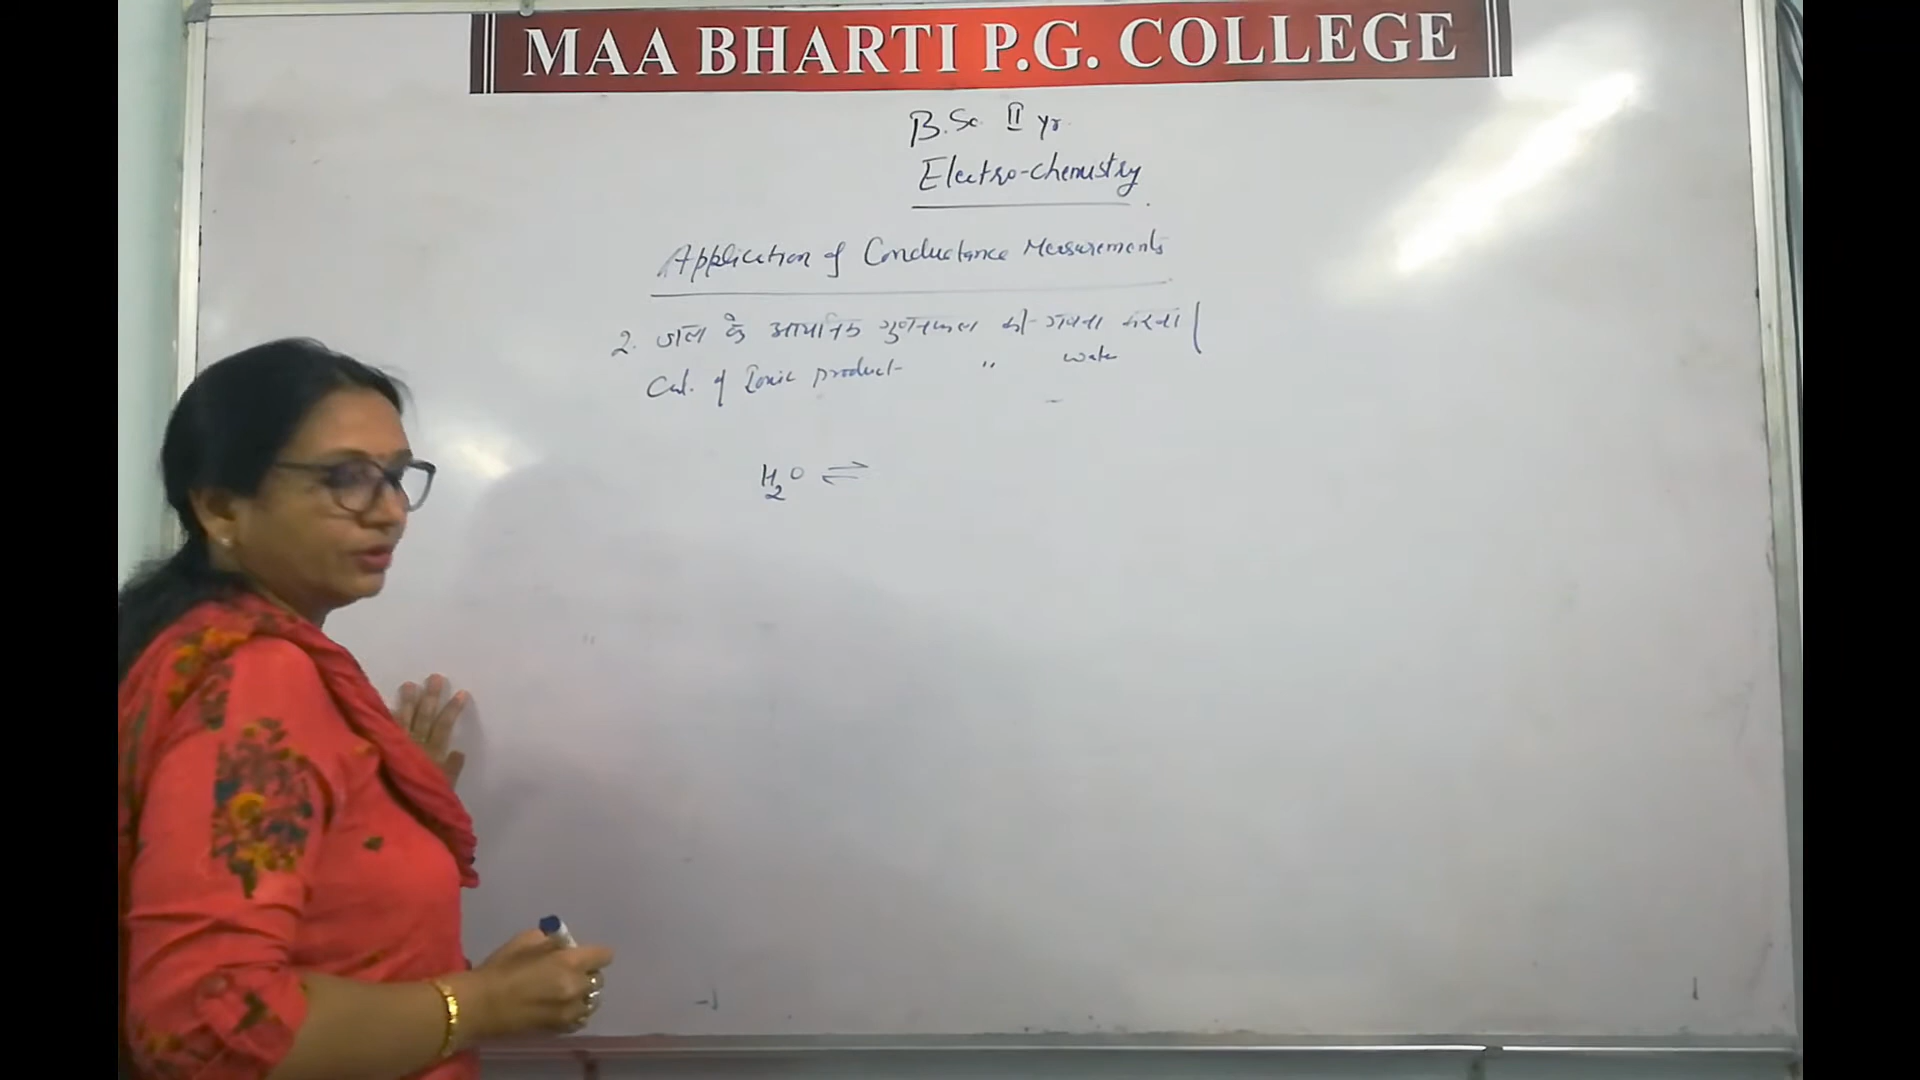 MAA BHARTI P.G. COLLEGE
B.Sc II yr
Electro-chemistry
Application of Conductance Measurements
2. जल के आयनिक गुणनफल की गणना करना |
Cal. of Ionic product " water
H₂O ⇌